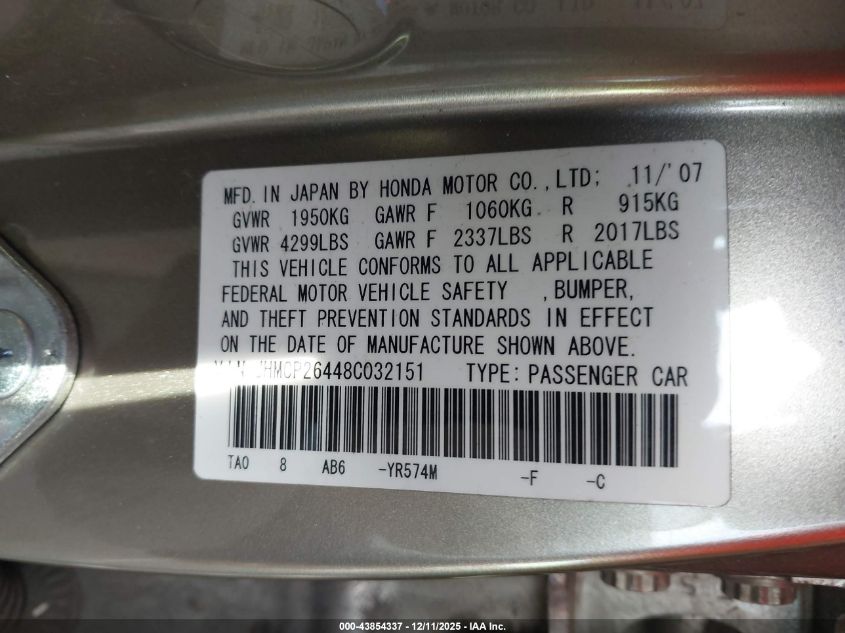 MFD. IN JAPAN BY HONDA MOTOR CO., LTD; 11/'07
GVWR 1950KG GAWR F 1060KG R 915KG
GVWR 4299LBS GAWR F 2337LBS R 2017LBS
THIS VEHICLE CONFORMS TO ALL APPLICABLE
FEDERAL MOTOR VEHICLE SAFETY , BUMPER,
AND THEFT PREVENTION STANDARDS IN EFFECT
ON THE DATE OF MANUFACTURE SHOWN ABOVE.
VIN JHMCP26448C032151 TYPE: PASSENGER CAR
TA0 8 AB6 -YR574M -F -C
000-43854337 - 12/11/2025 - IAA Inc.